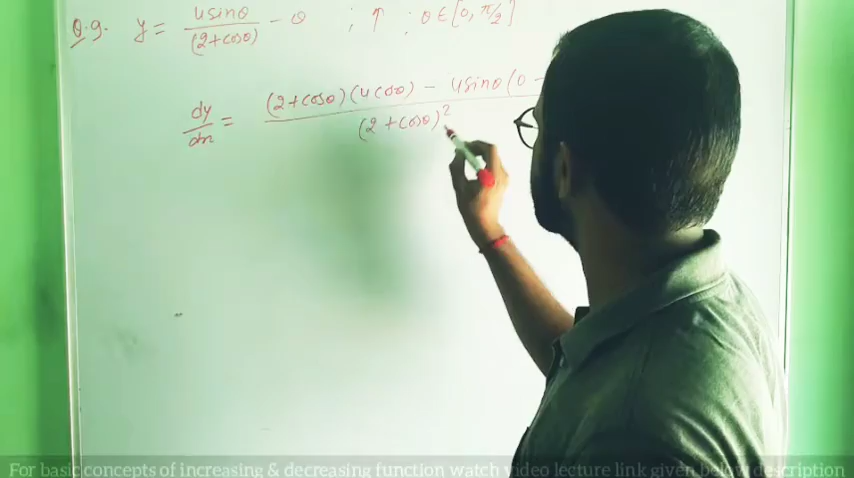 Q.9. y = 4sinθ/(2+cosθ) - θ ; ↑ ; θ∈[0, π/2]
dy/dx = (2+cosθ)(4cosθ) - 4sinθ(0 - / (2+cosθ)²
For basic concepts of increasing & decreasing function watch video lecture link given below description